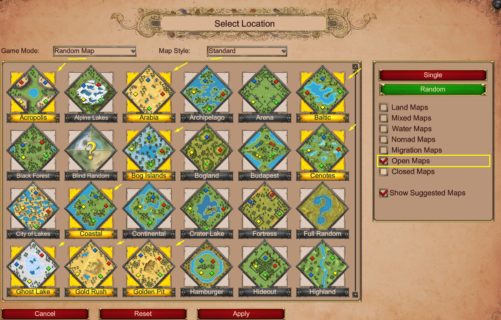 Select Location
Game Mode: Random Map Map Style: Standard
Single
Random
Acropolis Alpine Lakes Arabia Archipelago Arena Baltic
Land Maps
Mixed Maps
Water Maps
Nomad Maps
Migration Maps
Black Forest Blind Random Bog Islands Bogland Budapest Cenotes
Open Maps
Closed Maps
Show Suggested Maps
City of Lakes Coastal Continental Crater Lake Fortress Full Random
Ghost Lake Gold Rush Golden Pit Hamburger Hideout Highland
Cancel Reset Apply